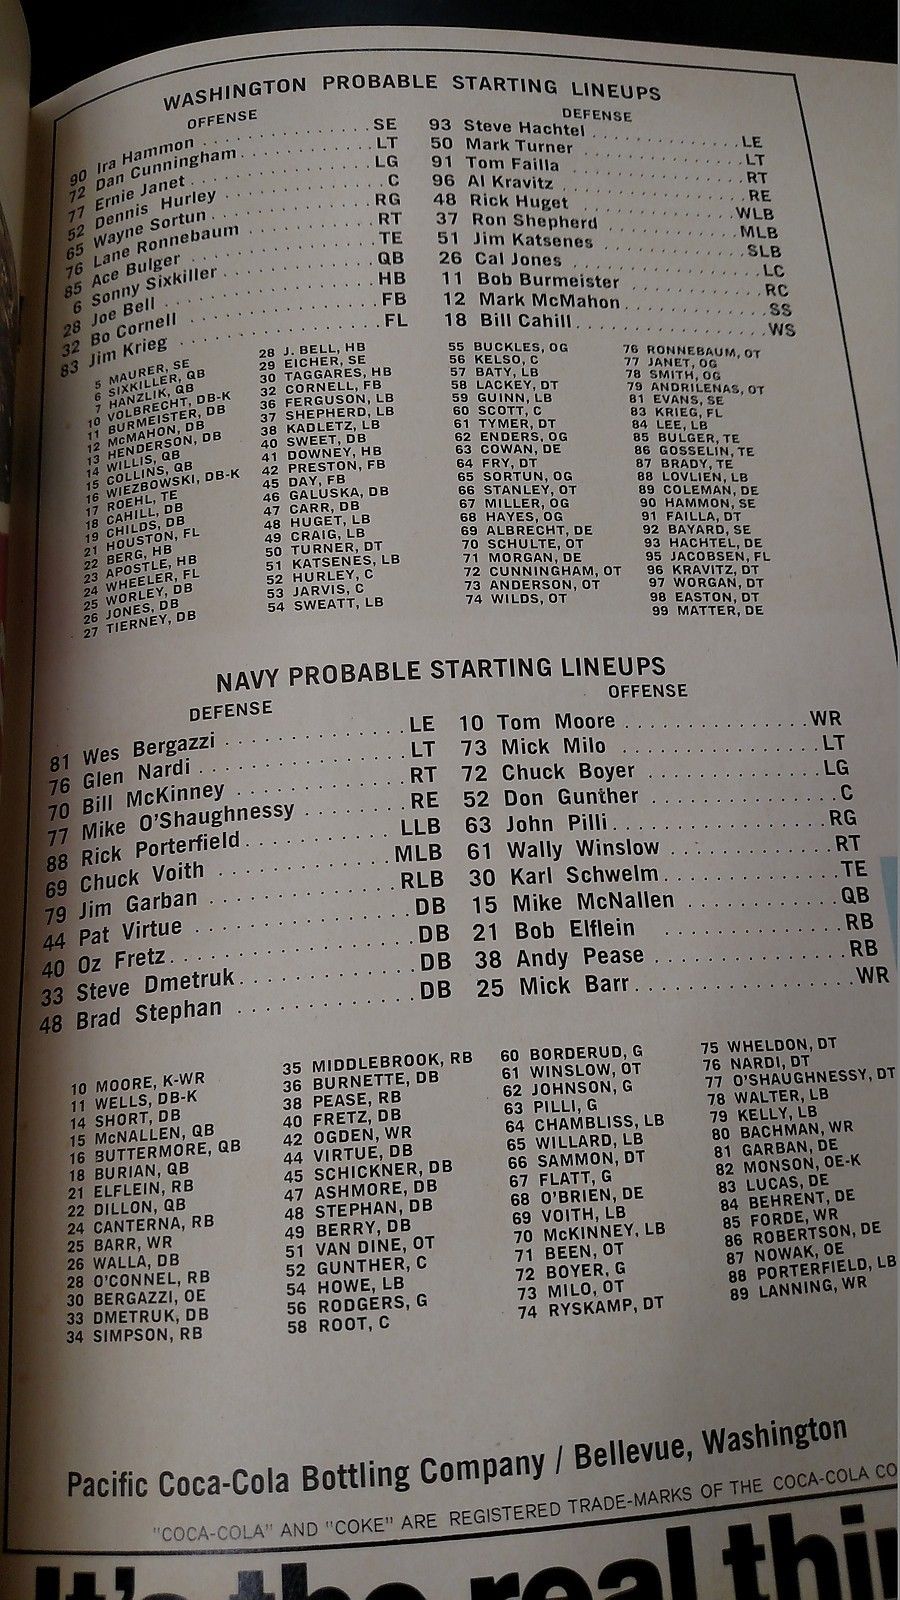 WASHINGTON PROBABLE STARTING LINEUPS
OFFENSE
90 Ira Hammon SE
72 Dan Cunningham LT
77 Ernie Janet LG
52 Dennis Hurley C
65 Wayne Sortun RG
76 Lane Ronnebaum RT
85 Ace Bulger TE
6 Sonny Sixkiller QB
28 Joe Bell HB
32 Bo Cornell FB
83 Jim Krieg FL
DEFENSE
93 Steve Hachtel LE
50 Mark Turner LT
91 Tom Failla RT
96 Al Kravitz RE
48 Rick Huget WLB
37 Ron Shepherd MLB
51 Jim Katsenes SLB
26 Cal Jones LC
11 Bob Burmeister RC
12 Mark McMahon SS
18 Bill Cahill WS
5 MAURER, SE
6 SIXKILLER, QB
7 HANZLIK, QB
10 VOLBRECHT, DB-K
11 BURMEISTER, DB
12 McMAHON, DB
13 HENDERSON, DB
14 WILLIS, QB
15 COLLINS, QB
16 WIEZBOWSKI, DB-K
17 ROEHL, TE
18 CAHILL, DB
19 CHILDS, DB
21 HOUSTON, FL
22 BERG, HB
23 APOSTLE, HB
24 WHEELER, FL
25 WORLEY, DB
26 JONES, DB
27 TIERNEY, DB
28 J. BELL, HB
29 EICHER, SE
30 TAGGARES, HB
32 CORNELL, FB
36 FERGUSON, LB
37 SHEPHERD, LB
38 KADLETZ, LB
40 SWEET, DB
41 DOWNEY, HB
42 PRESTON, FB
45 DAY, FB
46 GALUSKA, DB
47 CARR, DB
48 HUGET, LB
49 CRAIG, LB
50 TURNER, DT
51 KATSENES, LB
52 HURLEY, C
53 JARVIS, C
54 SWEATT, LB
55 BUCKLES, OG
56 KELSO, C
57 BATY, LB
58 LACKEY, DT
59 GUINN, LB
60 SCOTT, C
61 TYMER, DT
62 ENDERS, OG
63 COWAN, DE
64 FRY, DT
65 SORTUN, OG
66 STANLEY, OT
67 MILLER, OG
68 HAYES, OG
69 ALBRECHT, DE
70 SCHULTE, OT
71 MORGAN, DE
72 CUNNINGHAM, OT
73 ANDERSON, OT
74 WILDS, OT
76 RONNEBAUM, OT
77 JANET, OG
78 SMITH, OG
79 ANDRILENAS, OT
81 EVANS, SE
83 KRIEG, FL
84 LEE, LB
85 BULGER, TE
86 GOSSELIN, TE
87 BRADY, TE
88 LOVLIEN, LB
89 COLEMAN, DE
90 HAMMON, SE
91 FAILLA, DT
92 BAYARD, SE
93 HACHTEL, DE
95 JACOBSEN, FL
96 KRAVITZ, DT
97 WORGAN, DT
98 EASTON, DT
99 MATTER, DE
NAVY PROBABLE STARTING LINEUPS
DEFENSE
81 Wes Bergazzi LE
76 Glen Nardi LT
70 Bill McKinney RT
77 Mike O'Shaughnessy RE
88 Rick Porterfield LLB
69 Chuck Voith MLB
79 Jim Garban RLB
44 Pat Virtue DB
40 Oz Fretz DB
33 Steve Dmetruk DB
48 Brad Stephan DB
OFFENSE
10 Tom Moore WR
73 Mick Milo LT
72 Chuck Boyer LG
52 Don Gunther C
63 John Pilli RG
61 Wally Winslow RT
30 Karl Schwelm TE
15 Mike McNallen QB
21 Bob Elflein RB
38 Andy Pease RB
25 Mick Barr WR
10 MOORE, K-WR
11 WELLS, DB-K
14 SHORT, DB
15 McNALLEN, QB
16 BUTTERMORE, QB
18 BURIAN, QB
21 ELFLEIN, RB
22 DILLON, QB
24 CANTERNA, RB
25 BARR, WR
26 WALLA, DB
28 O'CONNEL, RB
30 BERGAZZI, OE
33 DMETRUK, DB
34 SIMPSON, RB
35 MIDDLEBROOK, RB
36 BURNETTE, DB
38 PEASE, RB
40 FRETZ, DB
42 OGDEN, WR
44 VIRTUE, DB
45 SCHICKNER, DB
47 ASHMORE, DB
48 STEPHAN, DB
49 BERRY, DB
51 VAN DINE, OT
52 GUNTHER, C
54 HOWE, LB
56 RODGERS, G
58 ROOT, C
60 BORDERUD, G
61 WINSLOW, OT
62 JOHNSON, G
63 PILLI, G
64 CHAMBLISS, LB
65 WILLARD, LB
66 SAMMON, DT
67 FLATT, G
68 O'BRIEN, DE
69 VOITH, LB
70 McKINNEY, LB
71 BEEN, OT
72 BOYER, G
73 MILO, OT
74 RYSKAMP, DT
75 WHELDON, DT
76 NARDI, DT
77 O'SHAUGHNESSY, DT
78 WALTER, LB
79 KELLY, LB
80 BACHMAN, WR
81 GARBAN, DE
82 MONSON, OE-K
83 LUCAS, DE
84 BEHRENT, DE
85 FORDE, WR
86 ROBERTSON, DE
87 NOWAK, OE
88 PORTERFIELD, LB
89 LANNING, WR
Pacific Coca-Cola Bottling Company / Bellevue, Washington
"COCA-COLA" AND "COKE" ARE REGISTERED TRADE-MARKS OF THE COCA-COLA CO
It's the real thi